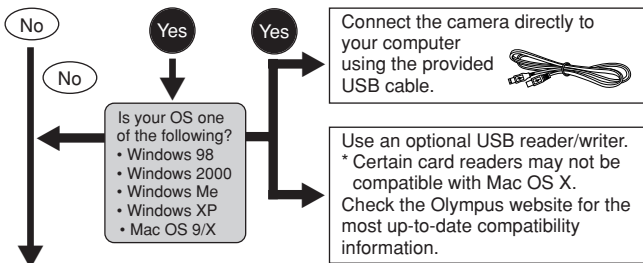 No
Yes
Yes
No
Connect the camera directly to
your computer
using the provided
USB cable.
Is your OS one
of the following?
• Windows 98
• Windows 2000
• Windows Me
• Windows XP
• Mac OS 9/X
Use an optional USB reader/writer.
* Certain card readers may not be
compatible with Mac OS X.
Check the Olympus website for the
most up-to-date compatibility
information.